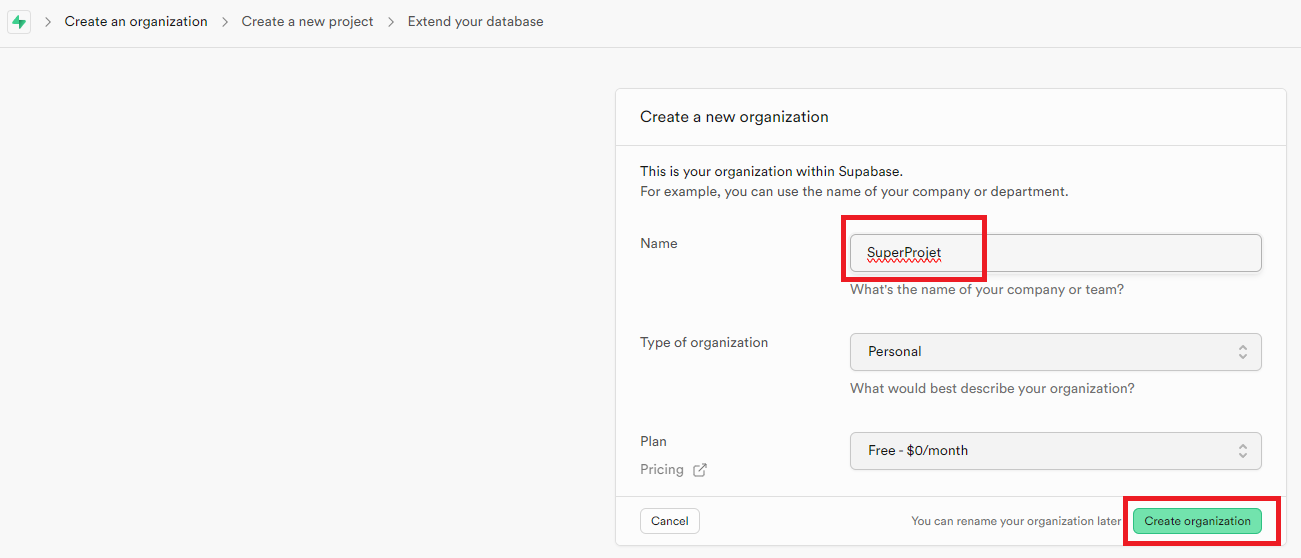 Create an organization > Create a new project > Extend your database
Create a new organization
This is your organization within Supabase.
For example, you can use the name of your company or department.
Name
SuperProjet
What's the name of your company or team?
Type of organization
Personal
What would best describe your organization?
Plan
Free - $0/month
Pricing
Cancel
You can rename your organization later
Create organization